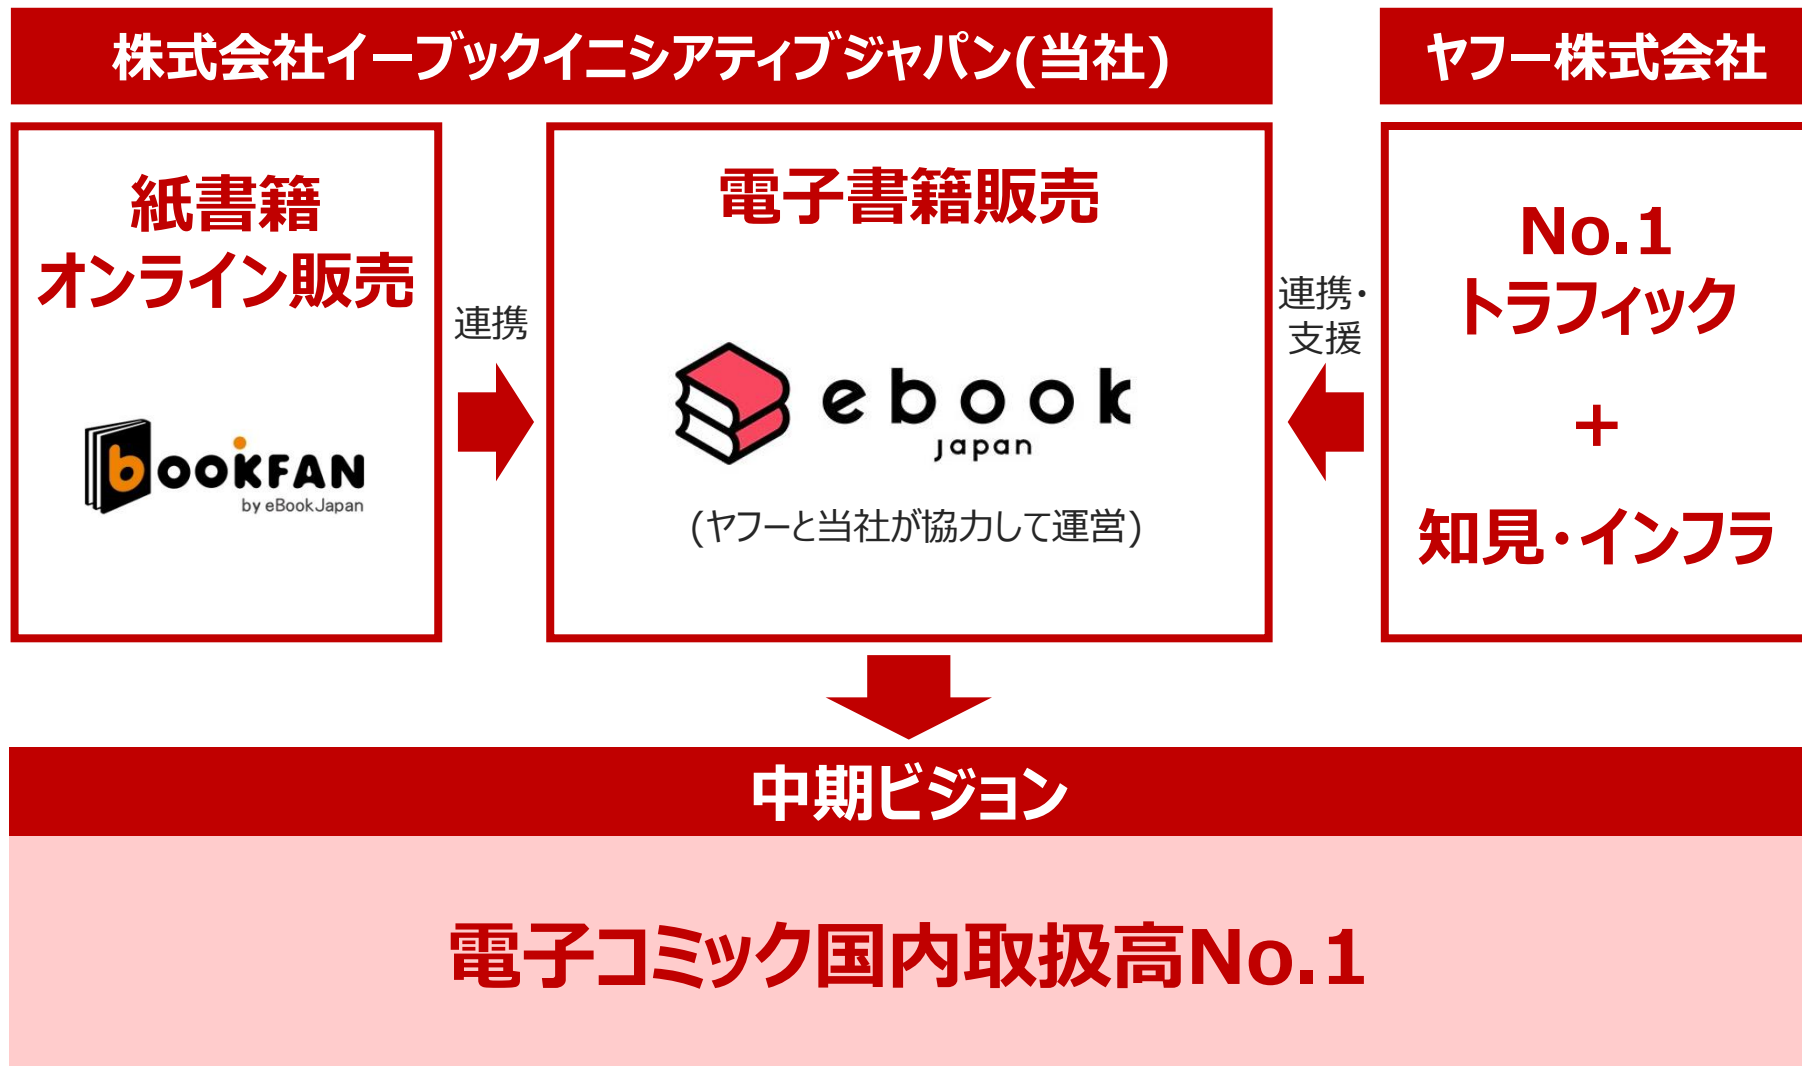 株式会社イーブックイニシアティブジャパン(当社)
ヤフー株式会社
紙書籍
オンライン販売
bookfan
by eBookJapan
連携
電子書籍販売
ebook
japan
(ヤフーと当社が協力して運営)
連携・
支援
No.1
トラフィック
+
知見・インフラ
中期ビジョン
電子コミック国内取扱高No.1